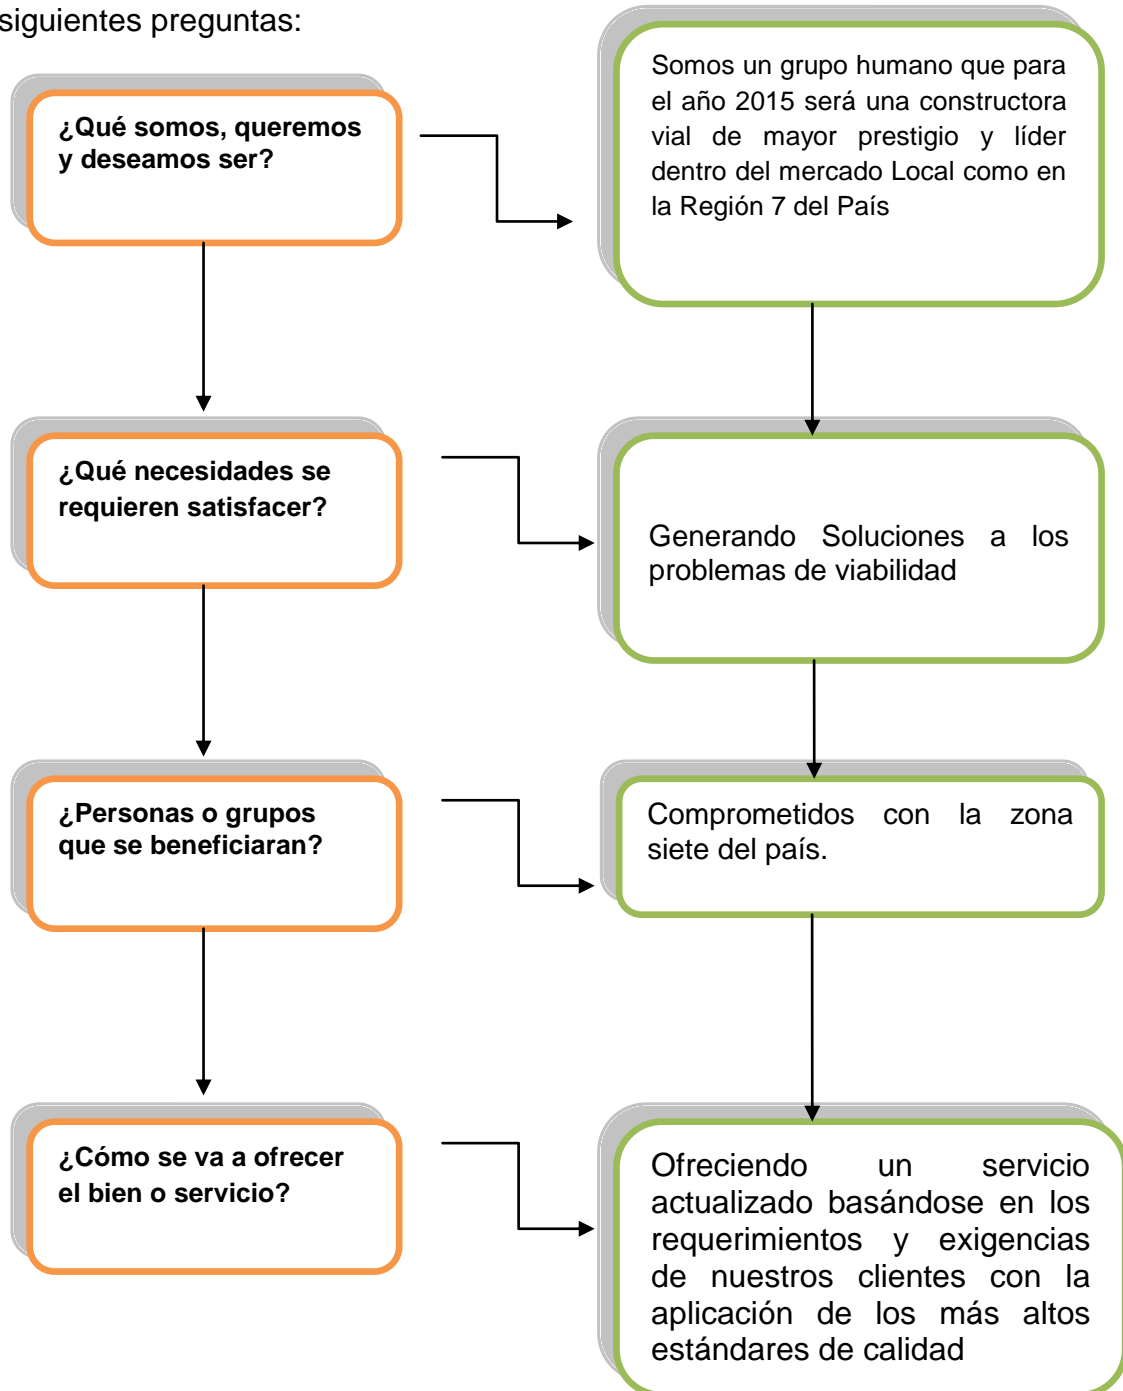 siguientes preguntas:
¿Qué somos, queremos
y deseamos ser?
Somos un grupo humano que para
el año 2015 será una constructora
vial de mayor prestigio y líder
dentro del mercado Local como en
la Región 7 del País
¿Qué necesidades se
requieren satisfacer?
Generando Soluciones a los
problemas de viabilidad
¿Personas o grupos
que se beneficiaran?
Comprometidos con la zona
siete del país.
¿Cómo se va a ofrecer
el bien o servicio?
Ofreciendo un servicio
actualizado basándose en los
requerimientos y exigencias
de nuestros clientes con la
aplicación de los más altos
estándares de calidad